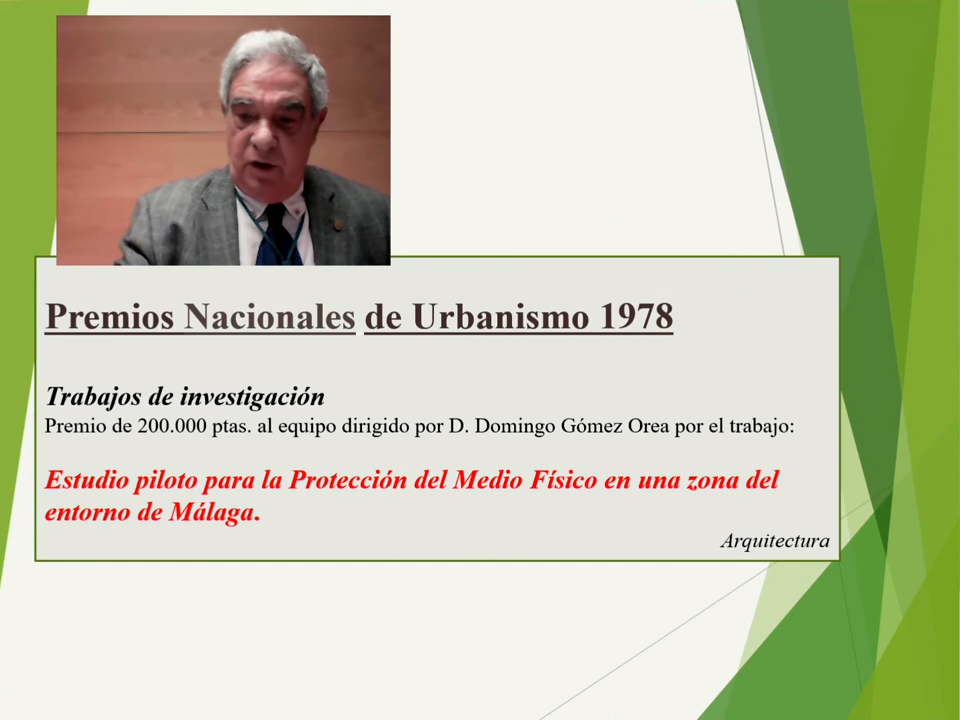 Premios Nacionales de Urbanismo 1978
Trabajos de investigación
Premio de 200.000 ptas. al equipo dirigido por D. Domingo Gómez Orea por el trabajo:
Estudio piloto para la Protección del Medio Físico en una zona del
entorno de Málaga.
Arquitectura